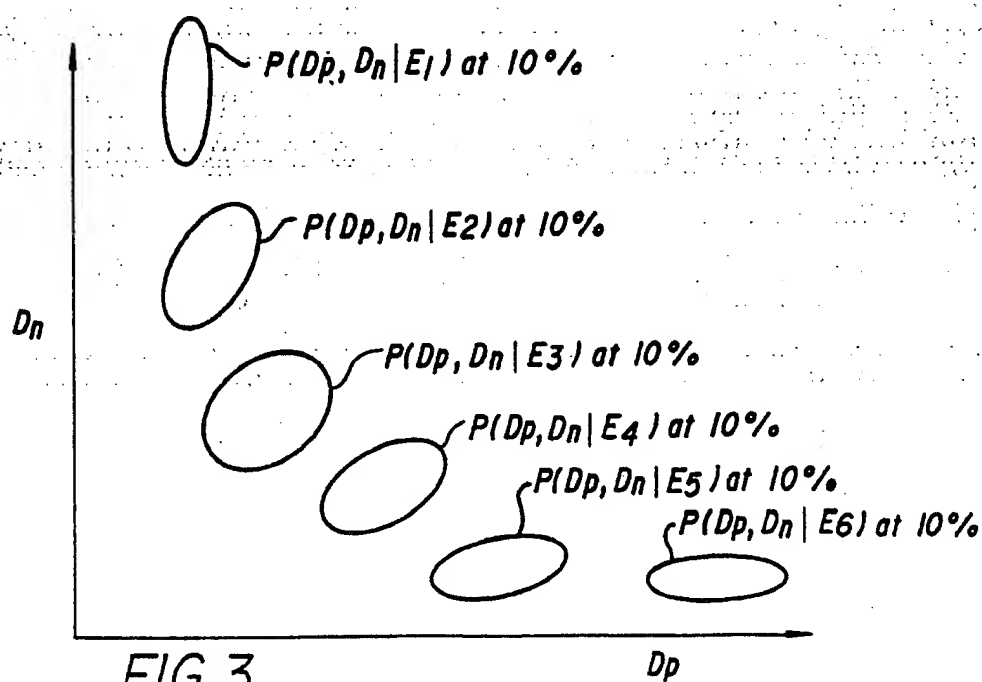 P(Dp, Dn | E1) at 10%
P(Dp, Dn | E2) at 10%
Dn
P(Dp, Dn | E3) at 10%
P(Dp, Dn | E4) at 10%
P(Dp, Dn | E5) at 10%
P(Dp, Dn | E6) at 10%
Dp
FIG. 3